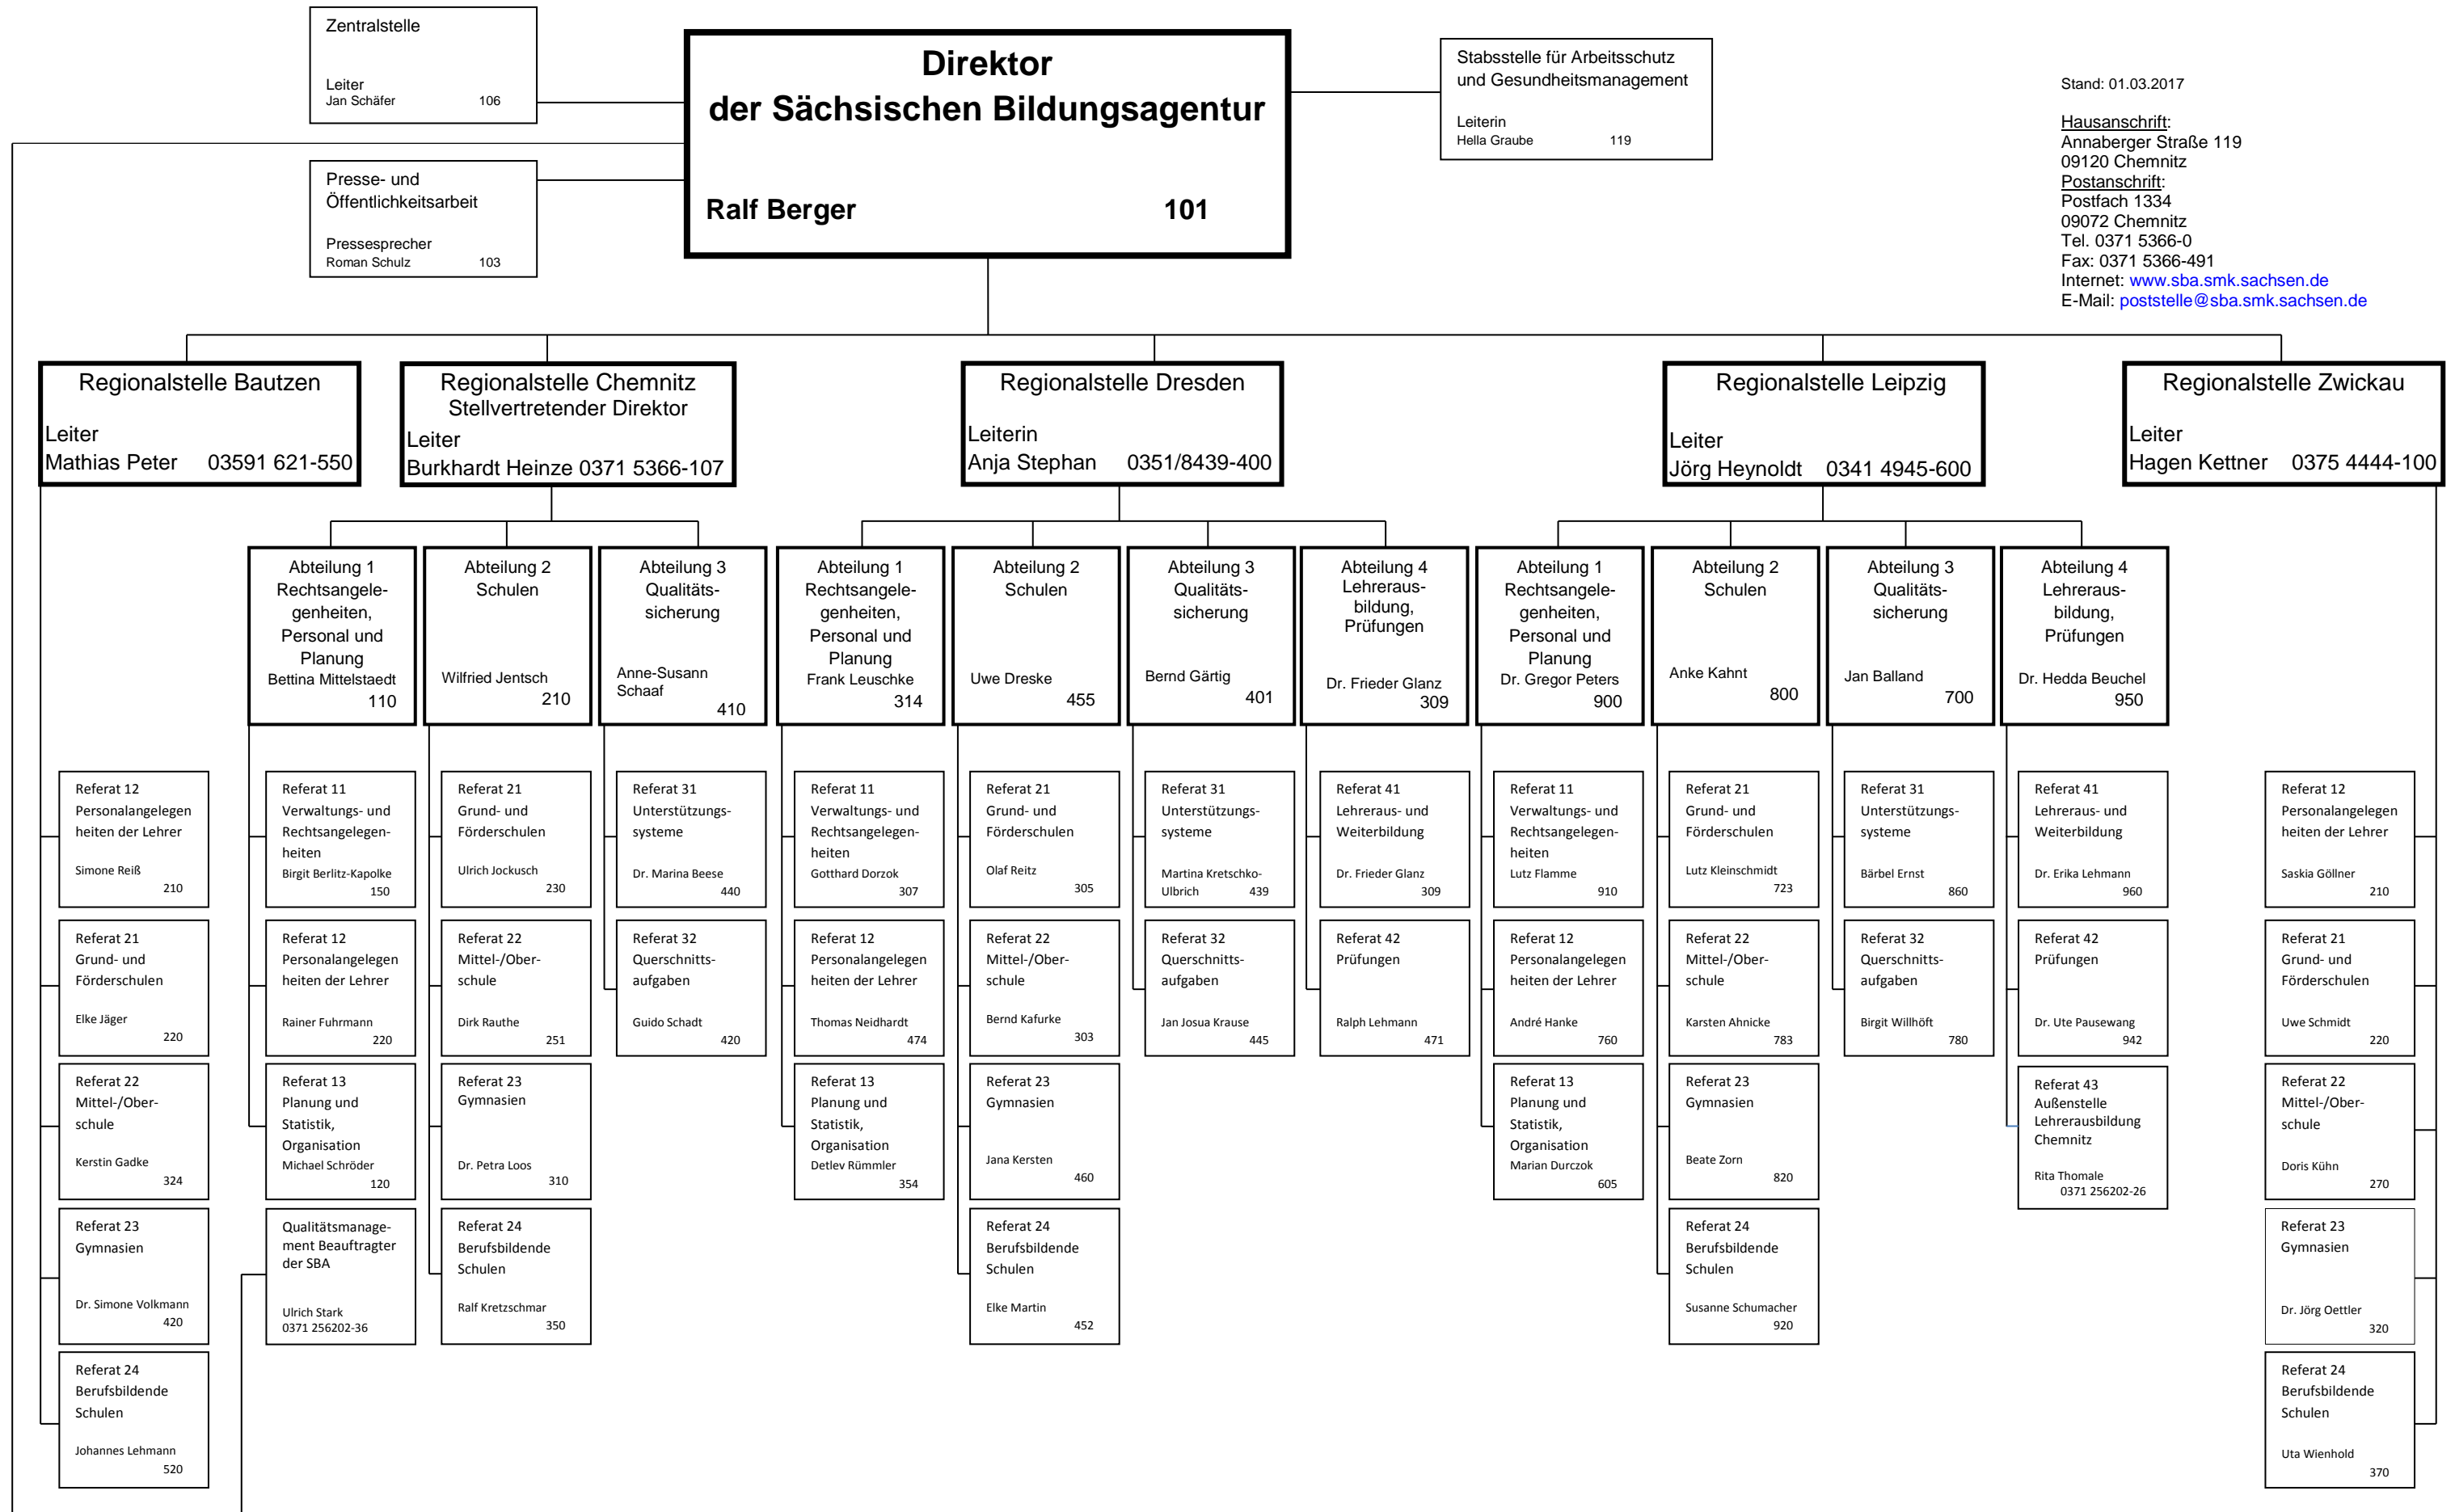 Zentralstelle
Leiter
Jan Schäfer 106
Direktor
der Sächsischen Bildungsagentur
Ralf Berger 101
Stabsstelle für Arbeitsschutz
und Gesundheitsmanagement
Leiterin
Hella Graube 119
Stand: 01.03.2017
Hausanschrift:
Annaberger Straße 119
09120 Chemnitz
Postanschrift:
Postfach 1334
09072 Chemnitz
Tel. 0371 5366-0
Fax: 0371 5366-491
Internet: www.sba.smk.sachsen.de
E-Mail: poststelle@sba.smk.sachsen.de
Presse- und
Öffentlichkeitsarbeit
Pressesprecher
Roman Schulz 103
Regionalstelle Bautzen
Leiter
Mathias Peter 03591 621-550
Regionalstelle Chemnitz
Stellvertretender Direktor
Leiter
Burkhardt Heinze 0371 5366-107
Regionalstelle Dresden
Leiterin
Anja Stephan 0351/8439-400
Regionalstelle Leipzig
Leiter
Jörg Heynoldt 0341 4945-600
Regionalstelle Zwickau
Leiter
Hagen Kettner 0375 4444-100
Abteilung 1
Rechtsangele-
genheiten,
Personal und
Planung
Bettina Mittelstaedt
110
Abteilung 2
Schulen
Wilfried Jentsch
210
Abteilung 3
Qualitäts-
sicherung
Anne-Susann
Schaaf
410
Abteilung 1
Rechtsangele-
genheiten,
Personal und
Planung
Frank Leuschke
314
Abteilung 2
Schulen
Uwe Dreske
455
Abteilung 3
Qualitäts-
sicherung
Bernd Gärtig
401
Abteilung 4
Lehreraus-
bildung,
Prüfungen
Dr. Frieder Glanz
309
Abteilung 1
Rechtsangele-
genheiten,
Personal und
Planung
Dr. Gregor Peters
900
Abteilung 2
Schulen
Anke Kahnt
800
Abteilung 3
Qualitäts-
sicherung
Jan Balland
700
Abteilung 4
Lehreraus-
bildung,
Prüfungen
Dr. Hedda Beuchel
950
Referat 12
Personalangelegen
heiten der Lehrer
Simone Reiß
210
Referat 11
Verwaltungs- und
Rechtsangelegen-
heiten
Birgit Berlitz-Kapolke
150
Referat 21
Grund- und
Förderschulen
Ulrich Jockusch
230
Referat 31
Unterstützungs-
systeme
Dr. Marina Beese
440
Referat 11
Verwaltungs- und
Rechtsangelegen-
heiten
Gotthard Dorzok
307
Referat 21
Grund- und
Förderschulen
Olaf Reitz
305
Referat 31
Unterstützungs-
systeme
Martina Kretschko-
Ulbrich 439
Referat 41
Lehreraus- und
Weiterbildung
Dr. Frieder Glanz
309
Referat 11
Verwaltungs- und
Rechtsangelegen-
heiten
Lutz Flamme
910
Referat 21
Grund- und
Förderschulen
Lutz Kleinschmidt
723
Referat 31
Unterstützungs-
systeme
Bärbel Ernst
860
Referat 41
Lehreraus- und
Weiterbildung
Dr. Erika Lehmann
960
Referat 12
Personalangelegen
heiten der Lehrer
Saskia Göllner
210
Referat 21
Grund- und
Förderschulen
Elke Jäger
220
Referat 12
Personalangelegen
heiten der Lehrer
Rainer Fuhrmann
220
Referat 22
Mittel-/Ober-
schule
Dirk Rauthe
251
Referat 32
Querschnitts-
aufgaben
Guido Schadt
420
Referat 12
Personalangelegen
heiten der Lehrer
Thomas Neidhardt
474
Referat 22
Mittel-/Ober-
schule
Bernd Kafurke
303
Referat 32
Querschnitts-
aufgaben
Jan Josua Krause
445
Referat 42
Prüfungen
Ralph Lehmann
471
Referat 12
Personalangelegen
heiten der Lehrer
André Hanke
760
Referat 22
Mittel-/Ober-
schule
Karsten Ahnicke
783
Referat 32
Querschnitts-
aufgaben
Birgit Willhöft
780
Referat 42
Prüfungen
Dr. Ute Pausewang
942
Referat 21
Grund- und
Förderschulen
Uwe Schmidt
220
Referat 22
Mittel-/Ober-
schule
Kerstin Gadke
324
Referat 13
Planung und
Statistik,
Organisation
Michael Schröder
120
Referat 23
Gymnasien
Dr. Petra Loos
310
Referat 13
Planung und
Statistik,
Organisation
Detlev Rümmler
354
Referat 23
Gymnasien
Jana Kersten
460
Referat 13
Planung und
Statistik,
Organisation
Marian Durczok
605
Referat 23
Gymnasien
Beate Zorn
820
Referat 43
Außenstelle
Lehrerausbildung
Chemnitz
Rita Thomale
0371 256202-26
Referat 22
Mittel-/Ober-
schule
Doris Kühn
270
Referat 23
Gymnasien
Dr. Simone Volkmann
420
Qualitätsmanage-
ment Beauftragter
der SBA
Ulrich Stark
0371 256202-36
Referat 24
Berufsbildende
Schulen
Ralf Kretzschmar
350
Referat 24
Berufsbildende
Schulen
Elke Martin
452
Referat 24
Berufsbildende
Schulen
Susanne Schumacher
920
Referat 23
Gymnasien
Dr. Jörg Oettler
320
Referat 24
Berufsbildende
Schulen
Johannes Lehmann
520
Referat 24
Berufsbildende
Schulen
Uta Wienhold
370